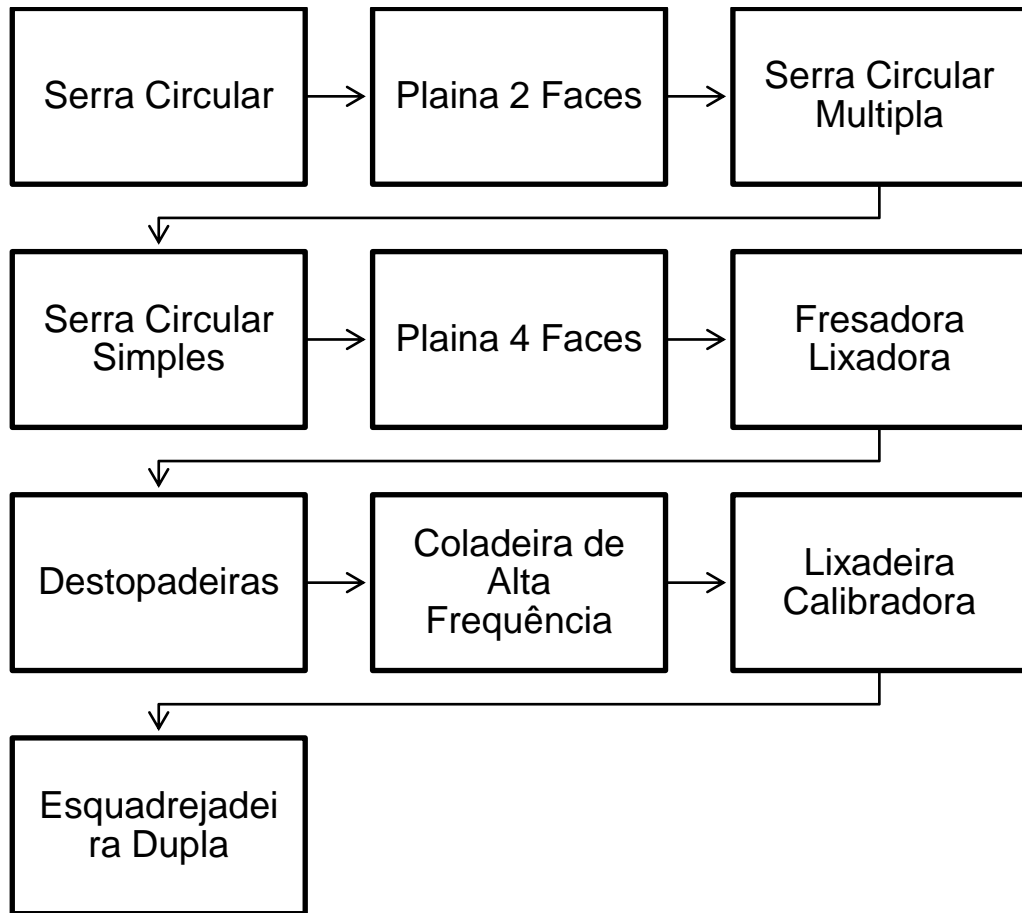 Serra Circular
Plaina 2 Faces
Serra Circular
Multipla
Serra Circular
Simples
Plaina 4 Faces
Fresadora
Lixadora
Destopadeiras
Coladeira de
Alta
Frequência
Lixadeira
Calibradora
Esquadrejadei
ra Dupla